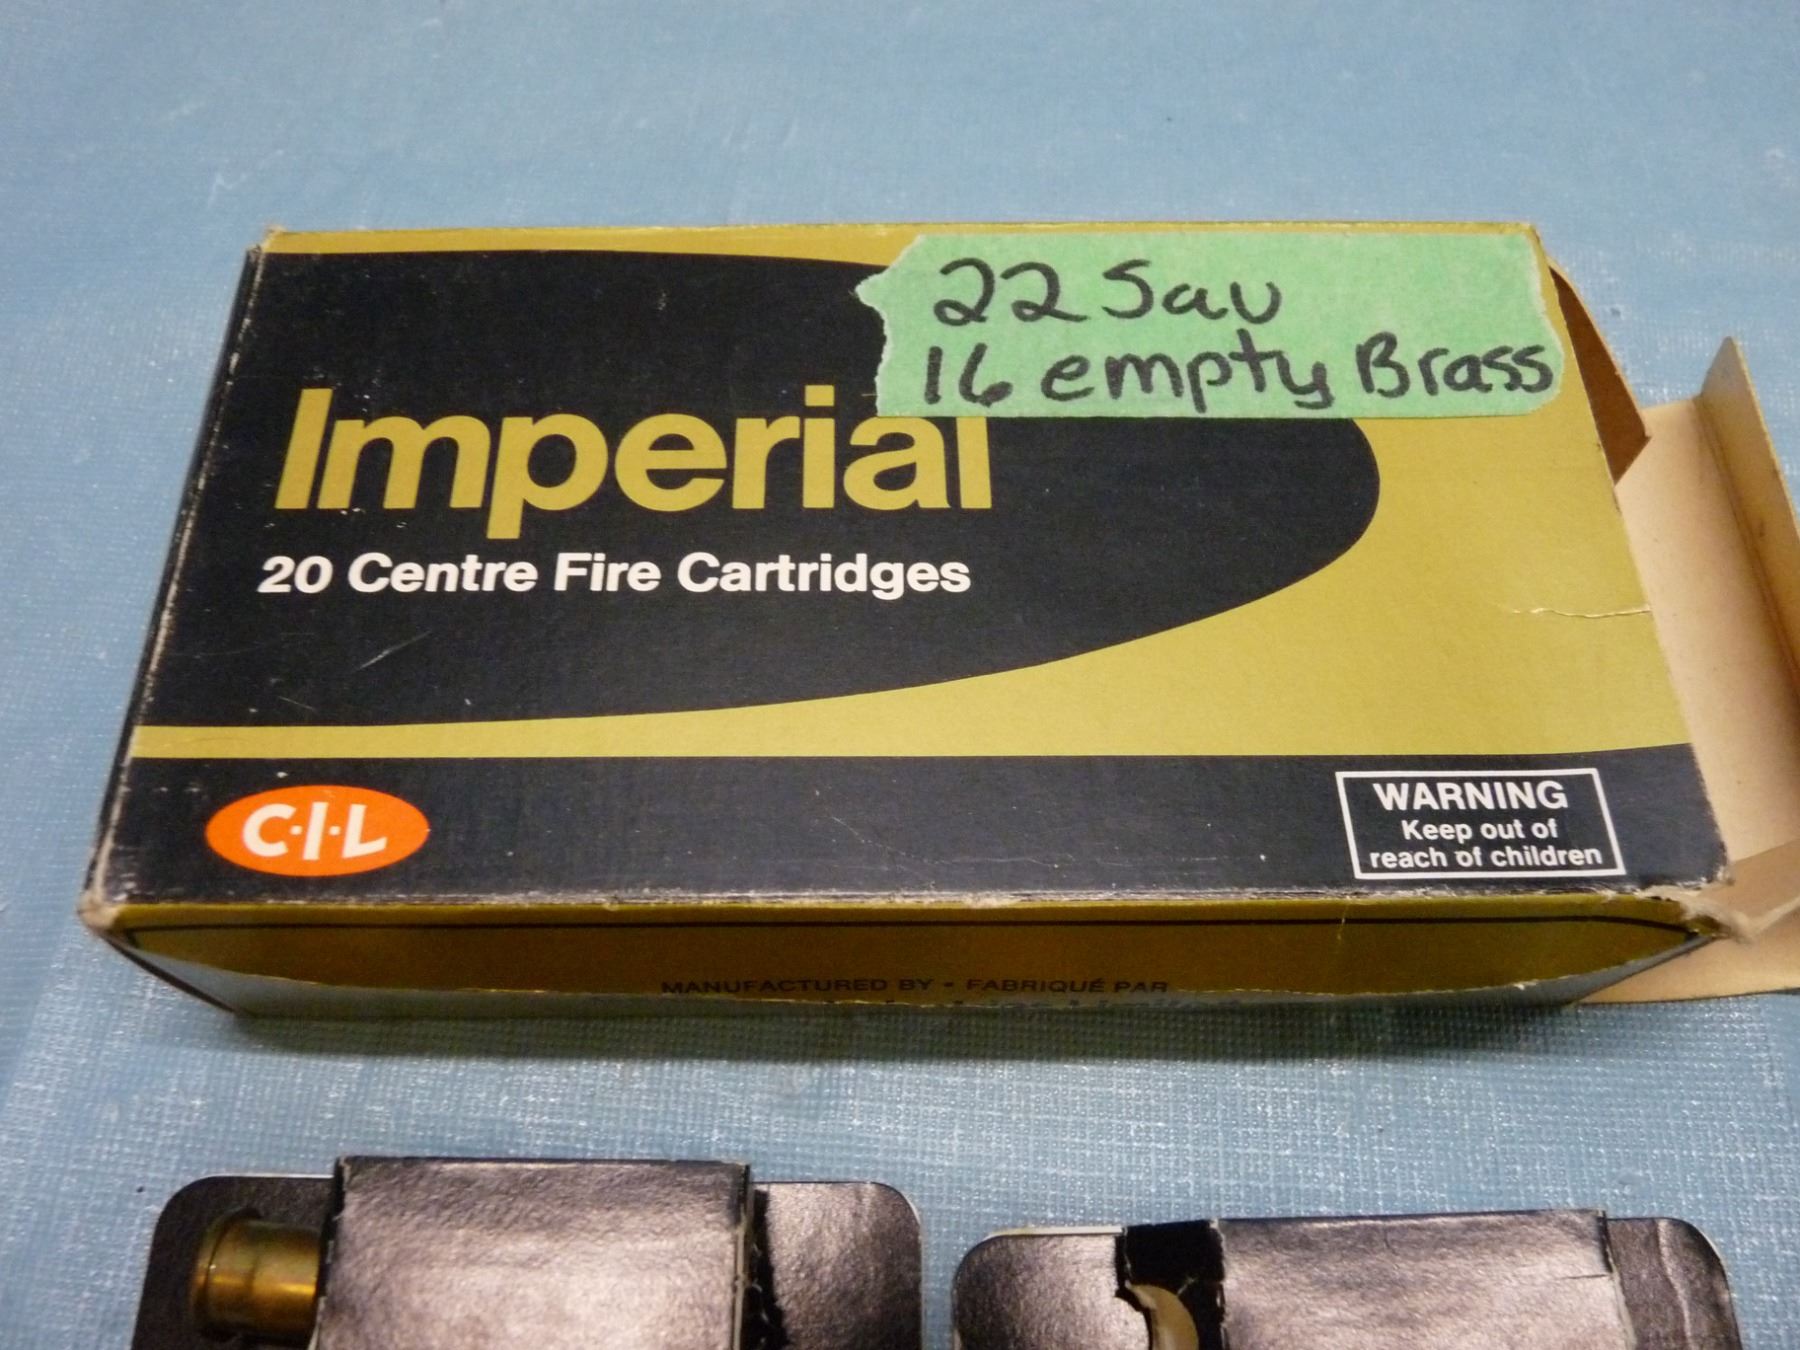 22 Sav
16 empty Brass
Imperial
20 Centre Fire Cartridges
C·I·L
WARNING
Keep out of
reach of children
MANUFACTURED BY • FABRIQUÉ PAR